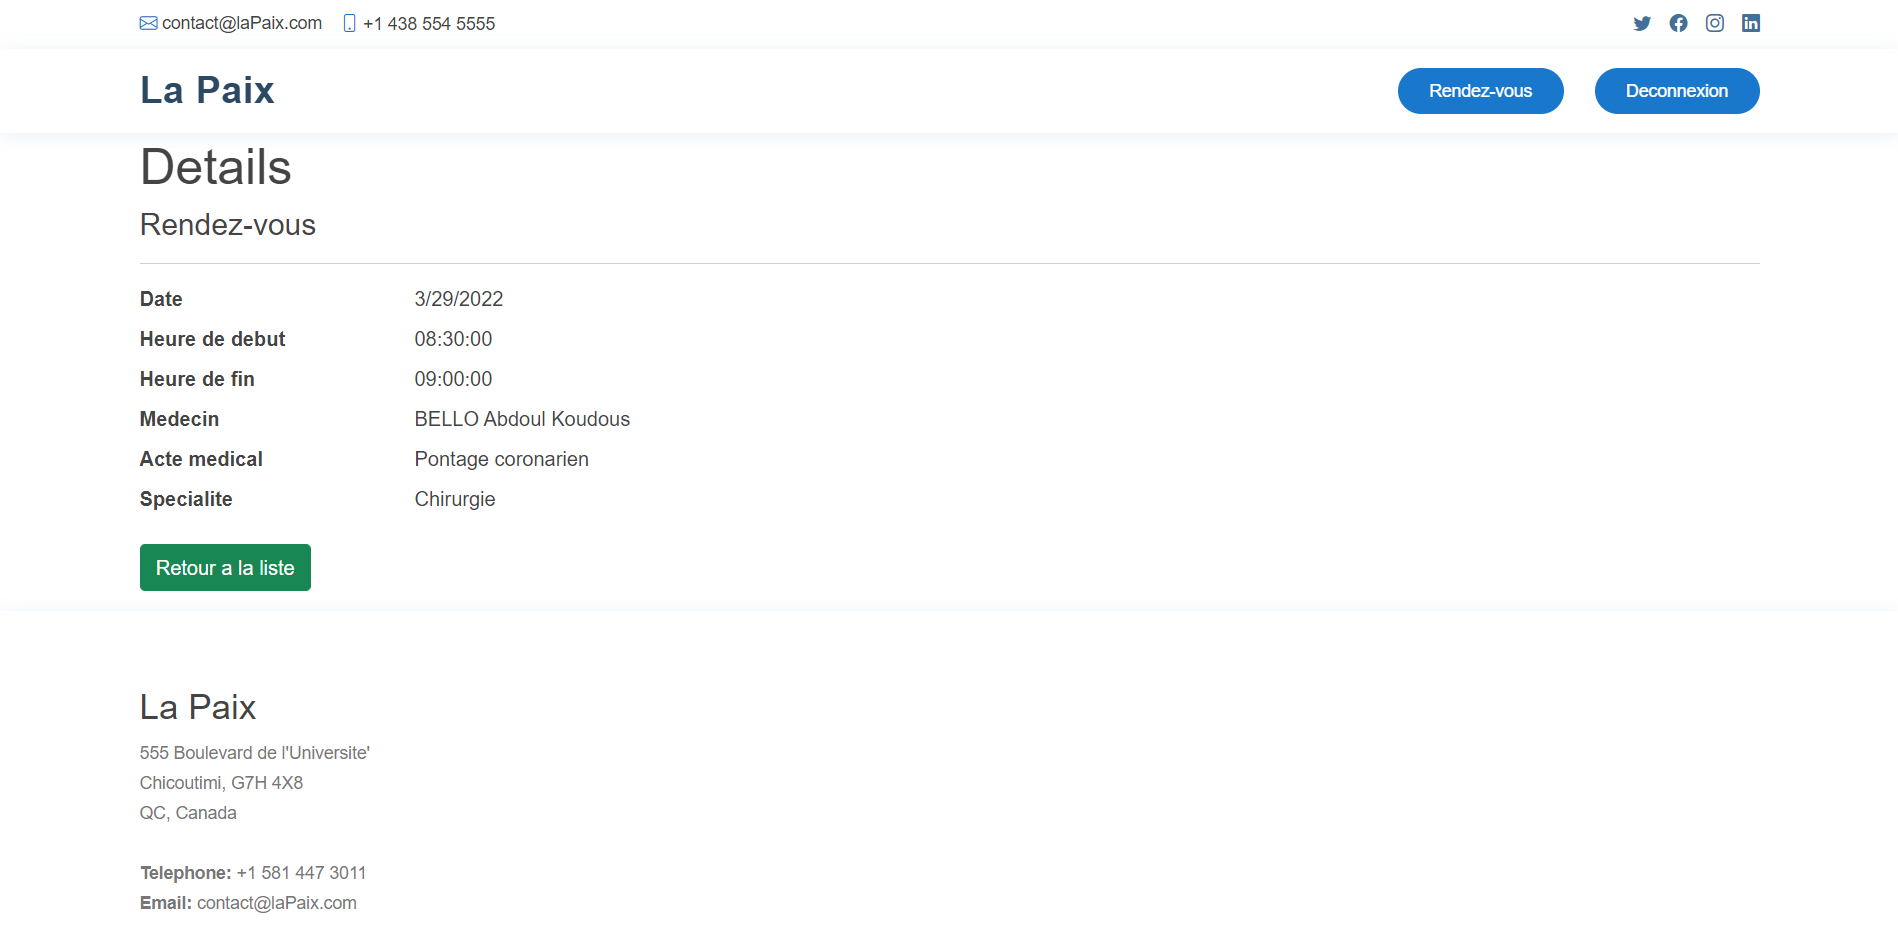 contact@laPaix.com +1 438 554 5555
La Paix Rendez-vous Deconnexion
Details
Rendez-vous
Date 3/29/2022
Heure de debut 08:30:00
Heure de fin 09:00:00
Medecin BELLO Abdoul Koudous
Acte medical Pontage coronarien
Specialite Chirurgie
Retour a la liste
La Paix
555 Boulevard de l'Universite'
Chicoutimi, G7H 4X8
QC, Canada
Telephone: +1 581 447 3011
Email: contact@laPaix.com